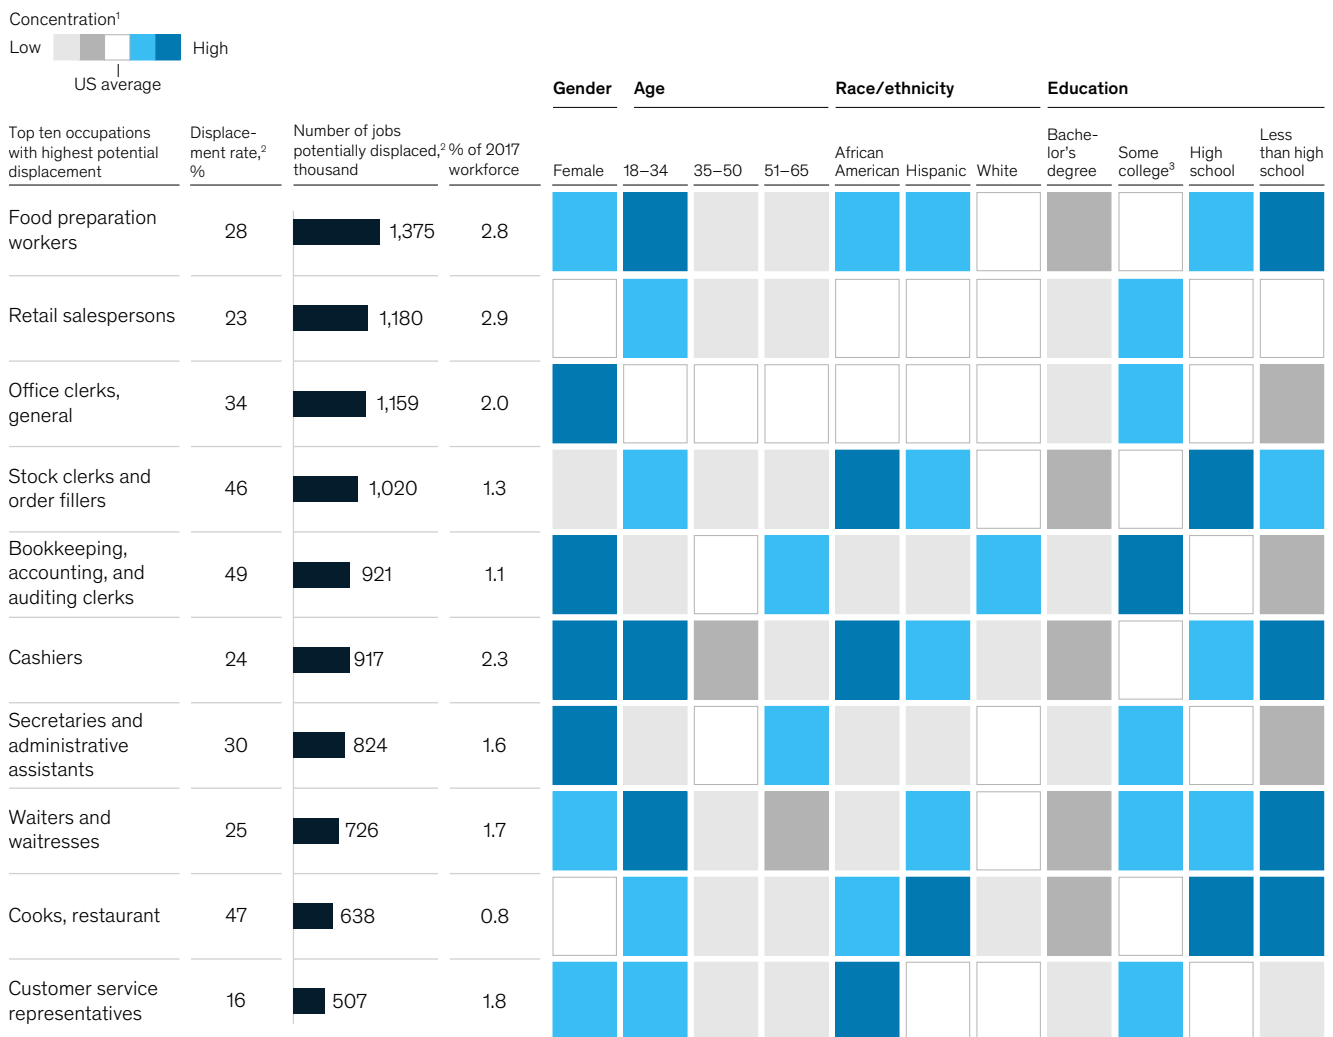 Concentration¹
Low High
US average
Gender Age Race/ethnicity Education
Top ten occupations
with highest potential
displacement
Displace-
ment rate,²
%
Number of jobs
potentially displaced,²
thousand
% of 2017
workforce
Female
18–34
35–50
51–65
African
American
Hispanic
White
Bache-
lor's
degree
Some
college³
High
school
Less
than high
school
Food preparation
workers
28 1,375 2.8
Retail salespersons 23 1,180 2.9
Office clerks,
general
34 1,159 2.0
Stock clerks and
order fillers
46 1,020 1.3
Bookkeeping,
accounting, and
auditing clerks
49 921 1.1
Cashiers 24 917 2.3
Secretaries and
administrative
assistants
30 824 1.6
Waiters and
waitresses
25 726 1.7
Cooks, restaurant 47 638 0.8
Customer service
representatives
16 507 1.8